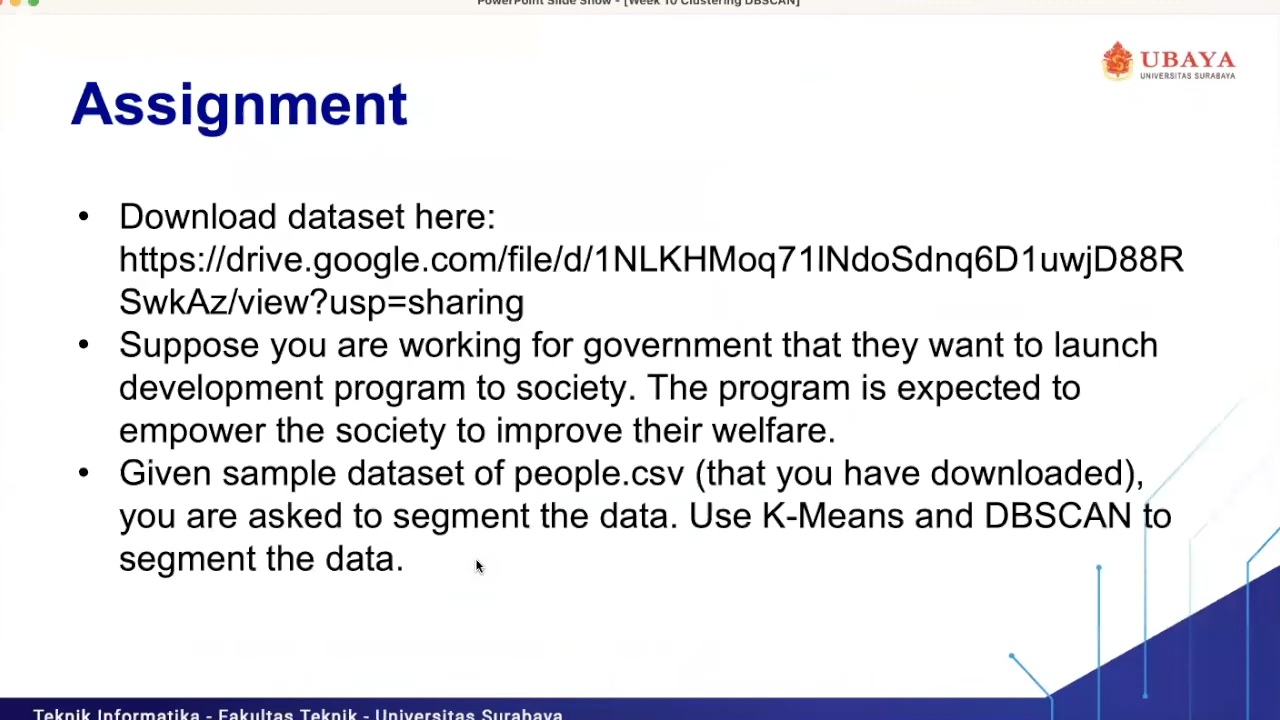 PowerPoint Slide Show - [Week 10 Clustering DBSCAN]
UBAYA
UNIVERSITAS SURABAYA
Assignment
• Download dataset here:
https://drive.google.com/file/d/1NLKHMoq71lNdoSdnq6D1uwjD88R
SwkAz/view?usp=sharing
• Suppose you are working for government that they want to launch
development program to society. The program is expected to
empower the society to improve their welfare.
• Given sample dataset of people.csv (that you have downloaded),
you are asked to segment the data. Use K-Means and DBSCAN to
segment the data.
Teknik Informatika - Fakultas Teknik - Universitas Surabaya